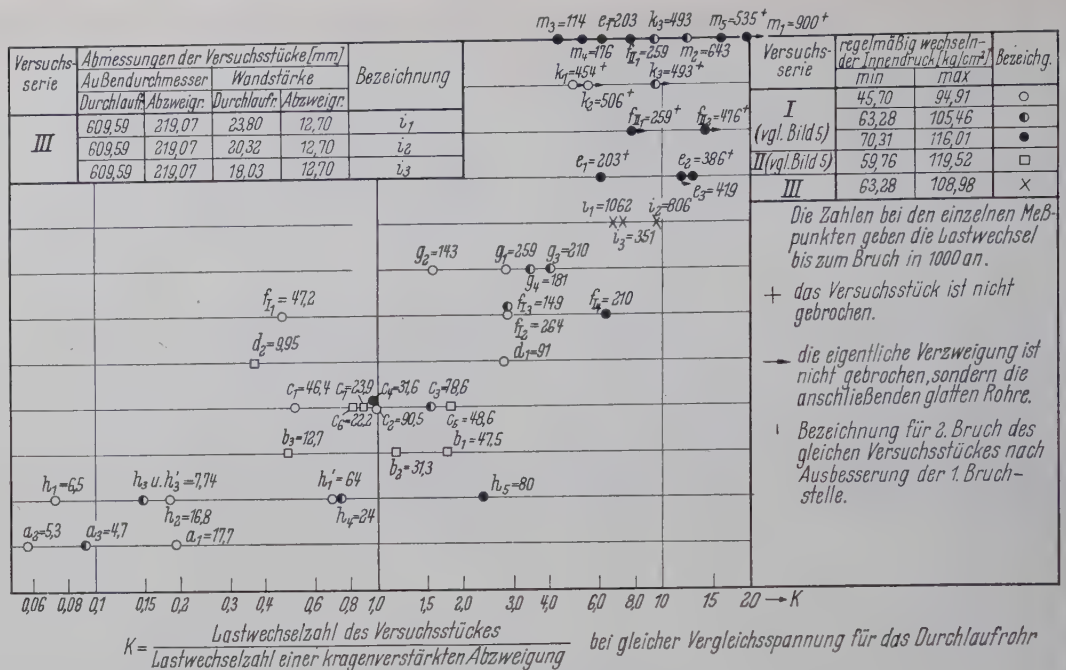 m₃=114 e₁=203 k₃=493 m₅=535⁺ m₁=900⁺
m₄=176 f_II₁=259 m₂=643
Versuchs-serie Abmessungen der Versuchsstücke [mm] Bezeichnung
Außendurchmesser Wandstärke
Durchlaufr. Abzweigr. Durchlaufr. Abzweigr.
III 609,59 219,07 23,80 12,70 i₁
609,59 219,07 20,32 12,70 i₂
609,59 219,07 18,03 12,70 i₃
Versuchs-serie regelmäßig wechseln-der Innendruck [kg/cm²] Bezeichg.
min max
I (vgl. Bild 5) 45,70 94,91 ○
63,28 105,46 ◐
70,31 116,01 ●
II (vgl. Bild 5) 59,76 119,52 □
III 63,28 108,98 ×
Die Zahlen bei den einzelnen Meß-
punkten geben die Lastwechsel
bis zum Bruch in 1000 an.
+ das Versuchsstück ist nicht
gebrochen.
→ die eigentliche Verzweigung ist
nicht gebrochen, sondern die
anschließenden glatten Rohre.
ı Bezeichnung für 2. Bruch des
gleichen Versuchsstückes nach
Ausbesserung der 1. Bruch-
stelle.
k₁=454⁺ k₃=493⁺
k₂=506⁺
f_II₁=259⁺ f_II₂=476⁺
e₁=203⁺ e₂=386⁺
e₃=419
i₁=1062 i₂=806
i₃=351
g₂=143 g₁=259 g₃=210
g₄=181
f_I₁=47,2 f_I₃=149 f_I₄=210
f_I₂=264
d₂=9,95 d₁=91
c₁=46,4 c₇=23,9 c₄=31,6 c₃=78,6
c₆=22,2 c₂=90,5 c₅=48,6
b₃=12,7 b₁=47,5
b₂=31,3
h₁=6,5 h₃ u. h₃'=7,74 h₁'=64 h₅=80
h₂=16,8 h₄=24
a₂=5,3 a₃=4,7 a₁=17,7
0,06 0,08 0,1 0,15 0,2 0,3 0,4 0,6 0,8 1,0 2,0 4,0 6,0 8,0 10 15 20 → K
K = Lastwechselzahl des Versuchsstückes
Lastwechselzahl einer kragenverstärkten Abzweigung
bei gleicher Vergleichsspannung für das Durchlaufrohr